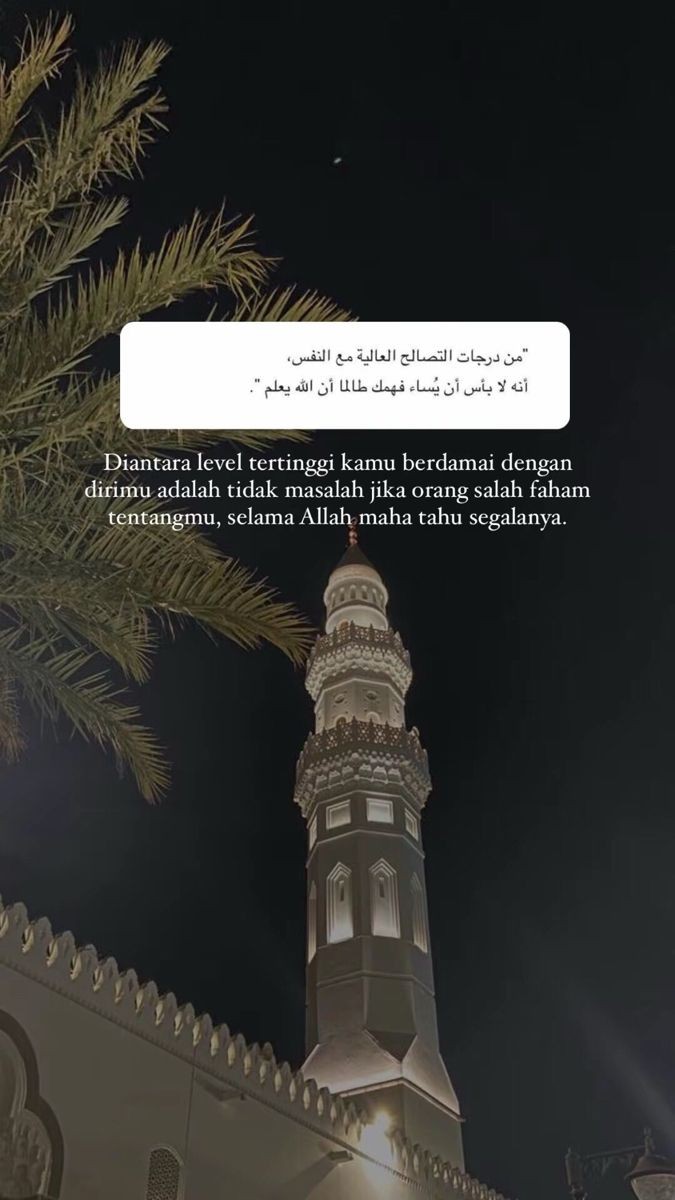 "من درجات التصالح العالية مع النفس،
أنه لا بأس أن يُساء فهمك طالما أن الله يعلم ".
Diantara level tertinggi kamu berdamai dengan
dirimu adalah tidak masalah jika orang salah faham
tentangmu, selama Allah maha tahu segalanya.